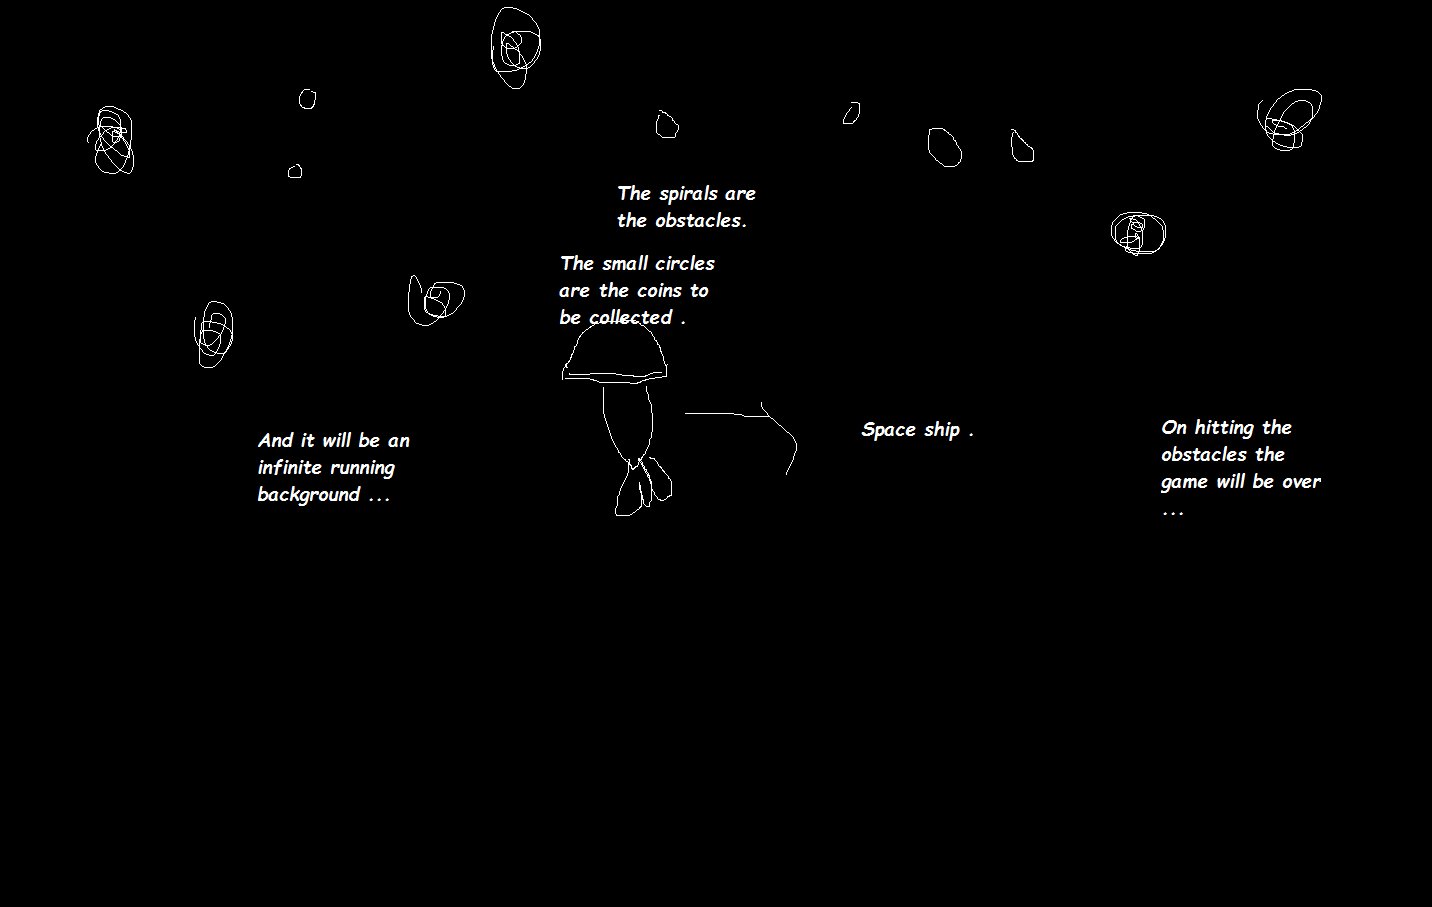 The spirals are
the obstacles.
The small circles
are the coins to
be collected .
And it will be an
infinite running
background ...
Space ship .
On hitting the
obstacles the
game will be over
...